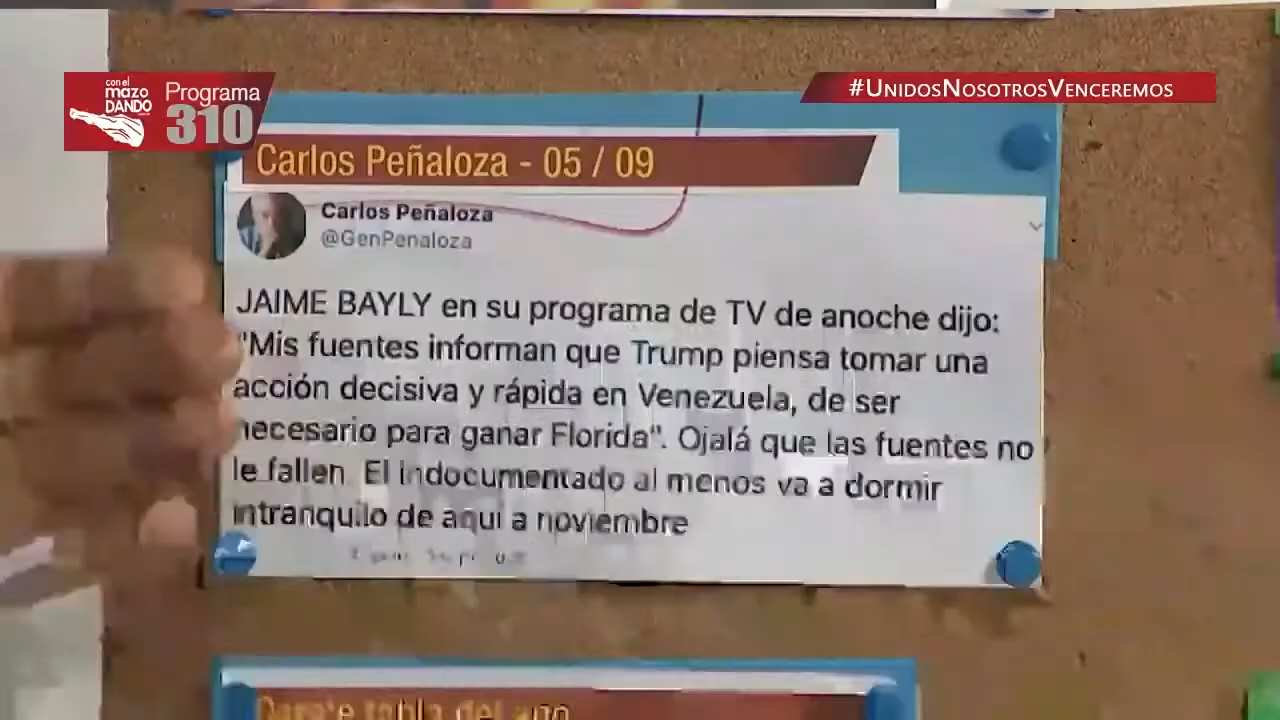 con el
mazo
DANDO
Programa
310
#UnidosNosotrosVenceremos
Carlos Peñaloza - 05 / 09
Carlos Peñaloza
@GenPenaloza
JAIME BAYLY en su programa de TV de anoche dijo:
"Mis fuentes informan que Trump piensa tomar una
acción decisiva y rápida en Venezuela, de ser
necesario para ganar Florida". Ojalá que las fuentes no
le fallen. El indocumentado al menos va a dormir
intranquilo de aqui a noviembre